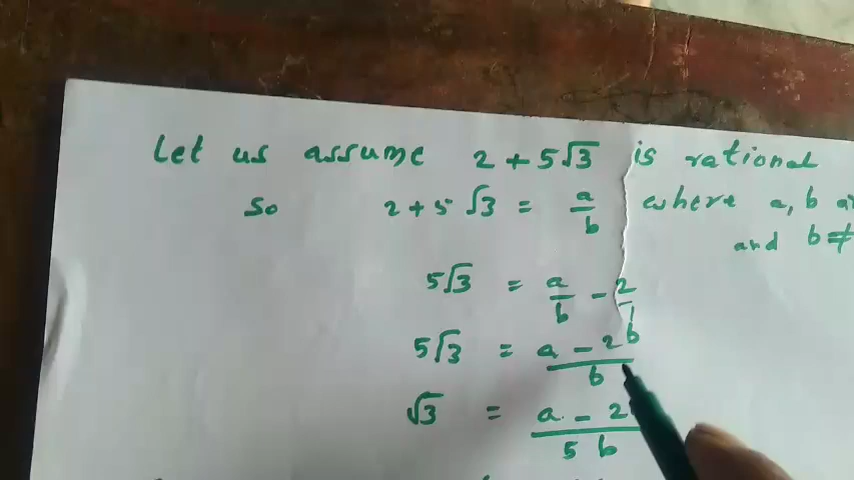 Let us assume 2 + 5√3 is rational
So 2 + 5√3 = a/b where a, b
and b ≠
5√3 = a/b - 2/1
5√3 = (a - 2b)/b
√3 = (a - 2)/(5b)